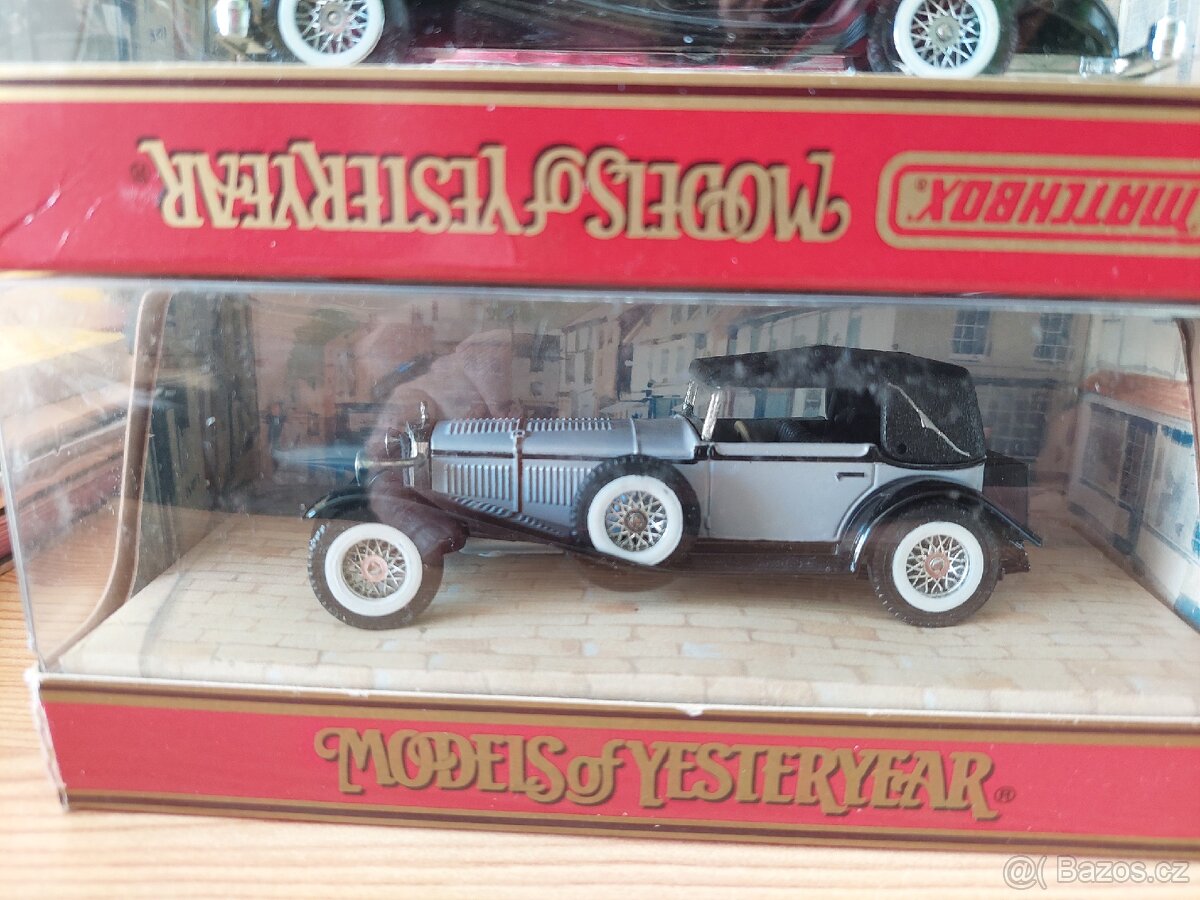 MODELS of YESTERYEAR ®
MATCHBOX ®
MODELS of YESTERYEAR ®
@( Bazos.cz